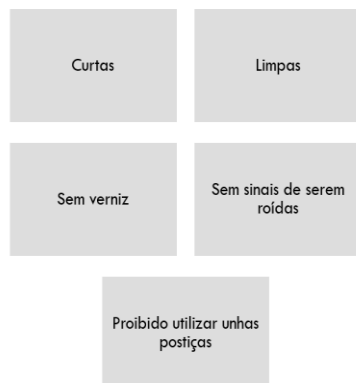 Curtas
Limpas
Sem verniz
Sem sinais de serem
roídas
Proibido utilizar unhas
postiças